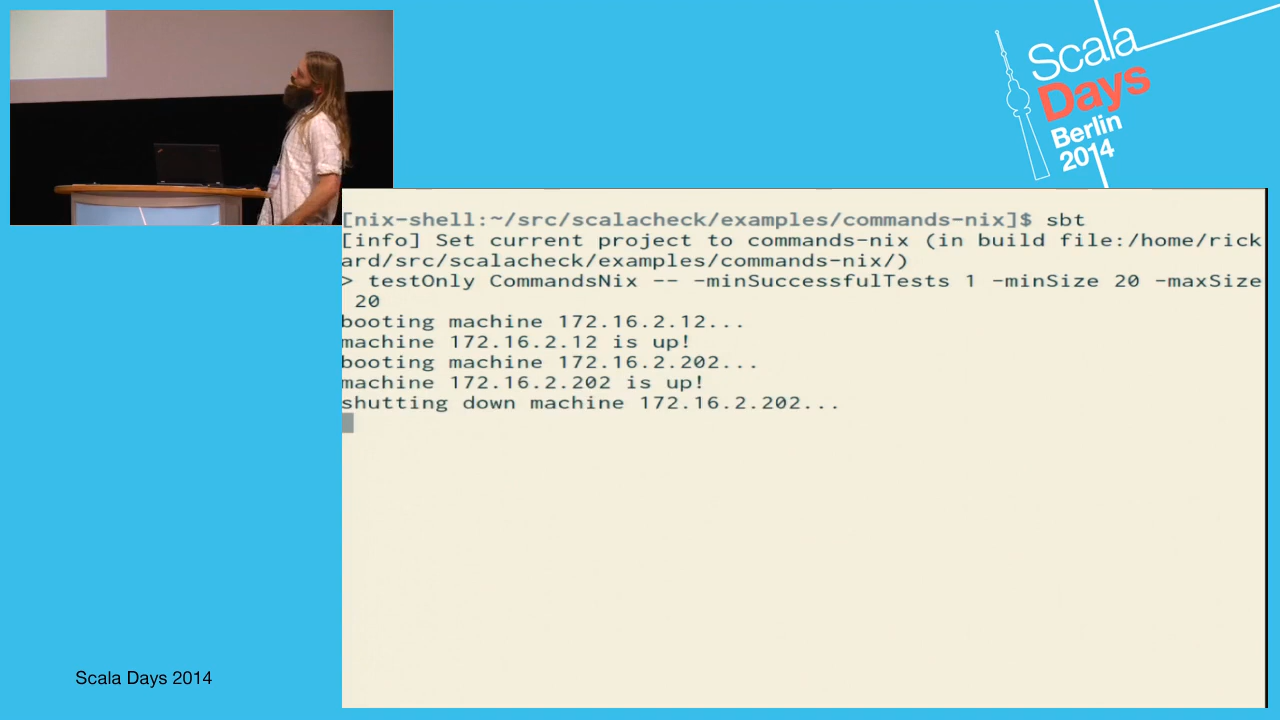 Scala
Days
Berlin
2014
[nix-shell:~/src/scalacheck/examples/commands-nix]$ sbt
[info] Set current project to commands-nix (in build file:/home/rick
ard/src/scalacheck/examples/commands-nix/)
> testOnly CommandsNix -- -minSuccessfulTests 1 -minSize 20 -maxSize
20
booting machine 172.16.2.12...
machine 172.16.2.12 is up!
booting machine 172.16.2.202...
machine 172.16.2.202 is up!
shutting down machine 172.16.2.202...
Scala Days 2014